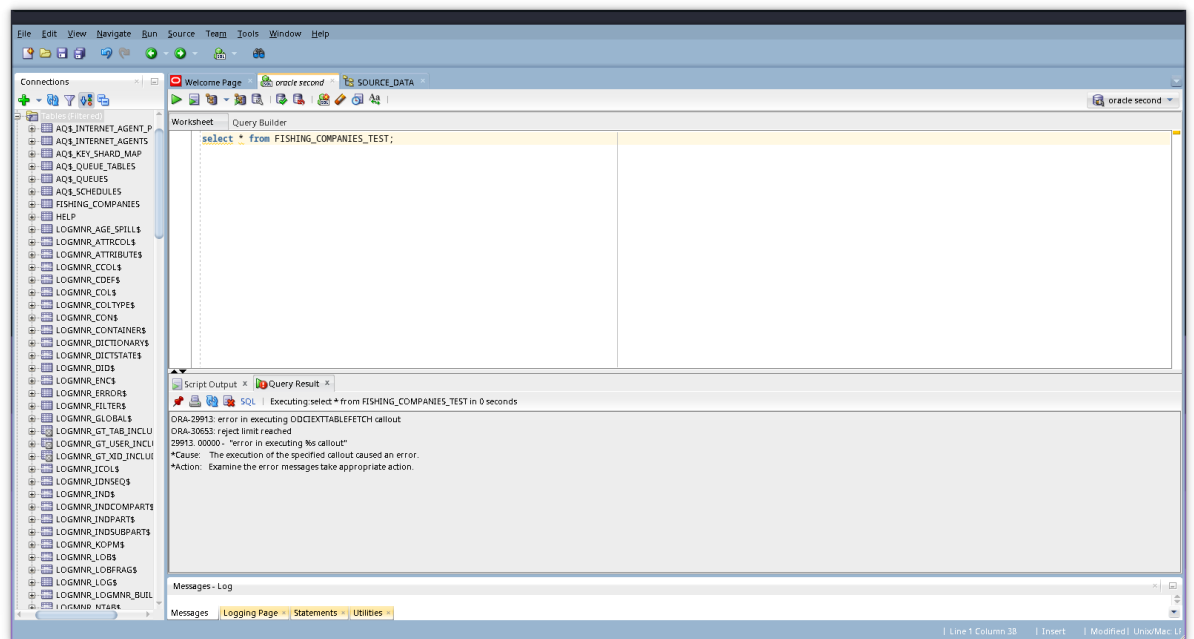 File Edit View Navigate Run Source Team Tools Window Help
Connections
Welcome Page
oracle second
SOURCE_DATA
oracle second
Worksheet
Query Builder
Tables (Filtered)
AQ$_INTERNET_AGENT_P
AQ$_INTERNET_AGENTS
AQ$_KEY_SHARD_MAP
AQ$_QUEUE_TABLES
AQ$_QUEUES
AQ$_SCHEDULES
FISHING_COMPANIES
HELP
LOGMNR_AGE_SPILL$
LOGMNR_ATTRCOL$
LOGMNR_ATTRIBUTE$
LOGMNR_CCOL$
LOGMNR_CDEF$
LOGMNR_COL$
LOGMNR_COLTYPE$
LOGMNR_CON$
LOGMNR_CONTAINER$
LOGMNR_DICTIONARY$
LOGMNR_DICTSTATE$
LOGMNR_DID$
LOGMNR_ENC$
LOGMNR_ERROR$
LOGMNR_FILTER$
LOGMNR_GLOBAL$
LOGMNR_GT_TAB_INCLU
LOGMNR_GT_USER_INCLU
LOGMNR_GT_XID_INCLUI
LOGMNR_ICOL$
LOGMNR_IDNSEQ$
LOGMNR_IND$
LOGMNR_INDCOMPART$
LOGMNR_INDPART$
LOGMNR_INDSUBPART$
LOGMNR_KOPM$
LOGMNR_LOB$
LOGMNR_LOBFRAG$
LOGMNR_LOG$
LOGMNR_LOGMNR_BUIL
LOGMNR_NTAB$
select * from FISHING_COMPANIES_TEST;
Script Output
Query Result
SQL | Executing:select * from FISHING_COMPANIES_TEST in 0 seconds
ORA-29913: error in executing ODCIEXTTABLEFETCH callout
ORA-30653: reject limit reached
29913. 00000 - "error in executing %s callout"
*Cause: The execution of the specified callout caused an error.
*Action: Examine the error messages take appropriate action.
Messages - Log
Messages
Logging Page
Statements
Utilities
| Line 1 Column 38 | Insert | Modified| Unix/Mac: LF